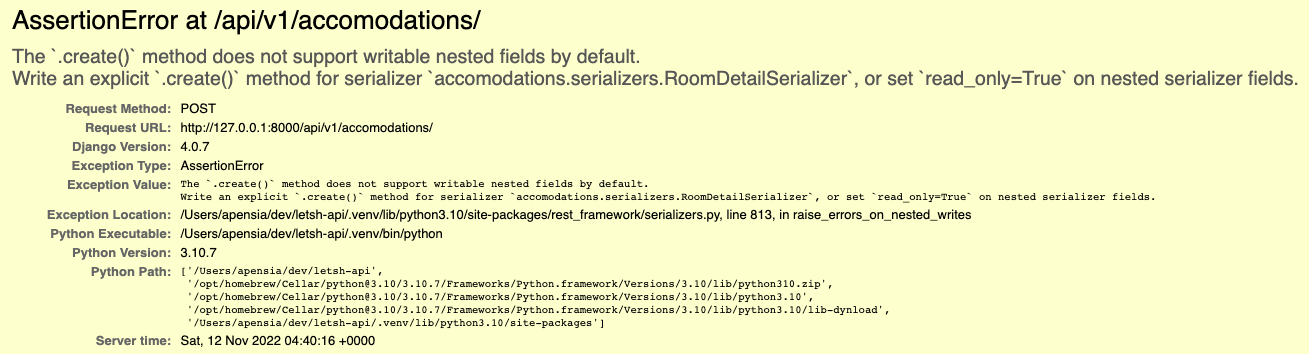 AssertionError at /api/v1/accomodations/
The `.create()` method does not support writable nested fields by default.
Write an explicit `.create()` method for serializer `accomodations.serializers.RoomDetailSerializer`, or set `read_only=True` on nested serializer fields.
Request Method: POST
Request URL: http://127.0.0.1:8000/api/v1/accomodations/
Django Version: 4.0.7
Exception Type: AssertionError
Exception Value: The `.create()` method does not support writable nested fields by default.
Write an explicit `.create()` method for serializer `accomodations.serializers.RoomDetailSerializer`, or set `read_only=True` on nested serializer fields.
Exception Location: /Users/apensia/dev/letsh-api/.venv/lib/python3.10/site-packages/rest_framework/serializers.py, line 813, in raise_errors_on_nested_writes
Python Executable: /Users/apensia/dev/letsh-api/.venv/bin/python
Python Version: 3.10.7
Python Path: ['/Users/apensia/dev/letsh-api',
'/opt/homebrew/Cellar/python@3.10/3.10.7/Frameworks/Python.framework/Versions/3.10/lib/python310.zip',
'/opt/homebrew/Cellar/python@3.10/3.10.7/Frameworks/Python.framework/Versions/3.10/lib/python3.10',
'/opt/homebrew/Cellar/python@3.10/3.10.7/Frameworks/Python.framework/Versions/3.10/lib/python3.10/lib-dynload',
'/Users/apensia/dev/letsh-api/.venv/lib/python3.10/site-packages']
Server time: Sat, 12 Nov 2022 04:40:16 +0000